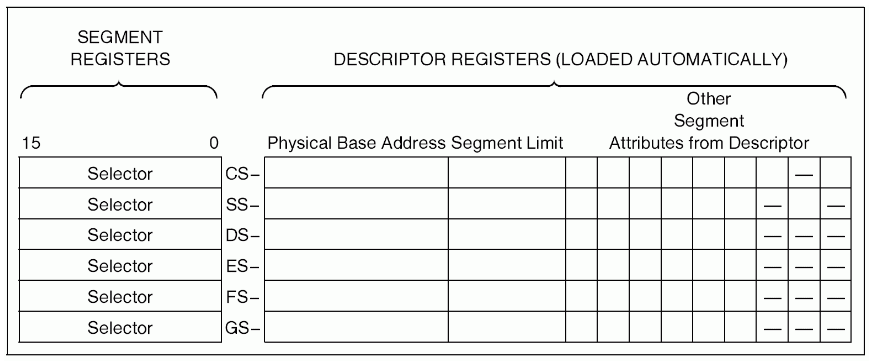 SEGMENT
REGISTERS
DESCRIPTOR REGISTERS (LOADED AUTOMATICALLY)
Other
Segment
15 0 Physical Base Address Segment Limit Attributes from Descriptor
Selector CS– —
Selector SS– — —
Selector DS– — — —
Selector ES– — — —
Selector FS– — — —
Selector GS– — — —